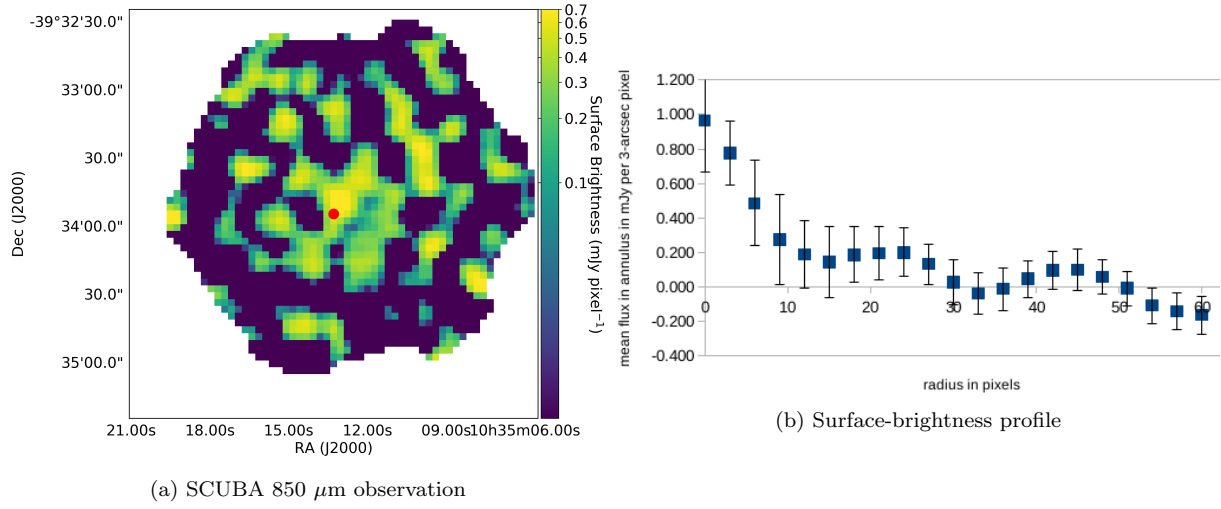 -39°32'30.0"
33'00.0"
30.0"
34'00.0"
30.0"
35'00.0"
Dec (J2000)
21.00s 18.00s 15.00s 12.00s 09.00s10h35m06.00s
RA (J2000)
0.7
0.6
0.5
0.4
0.3
0.2
0.1
Surface Brightness (mJy pixel⁻¹)
(a) SCUBA 850 μm observation
mean flux in annulus in mJy per 3-arcsec pixel
1.200
1.000
0.800
0.600
0.400
0.200
0.000
-0.200
-0.400
0 10 20 30 40 50 60
radius in pixels
(b) Surface-brightness profile